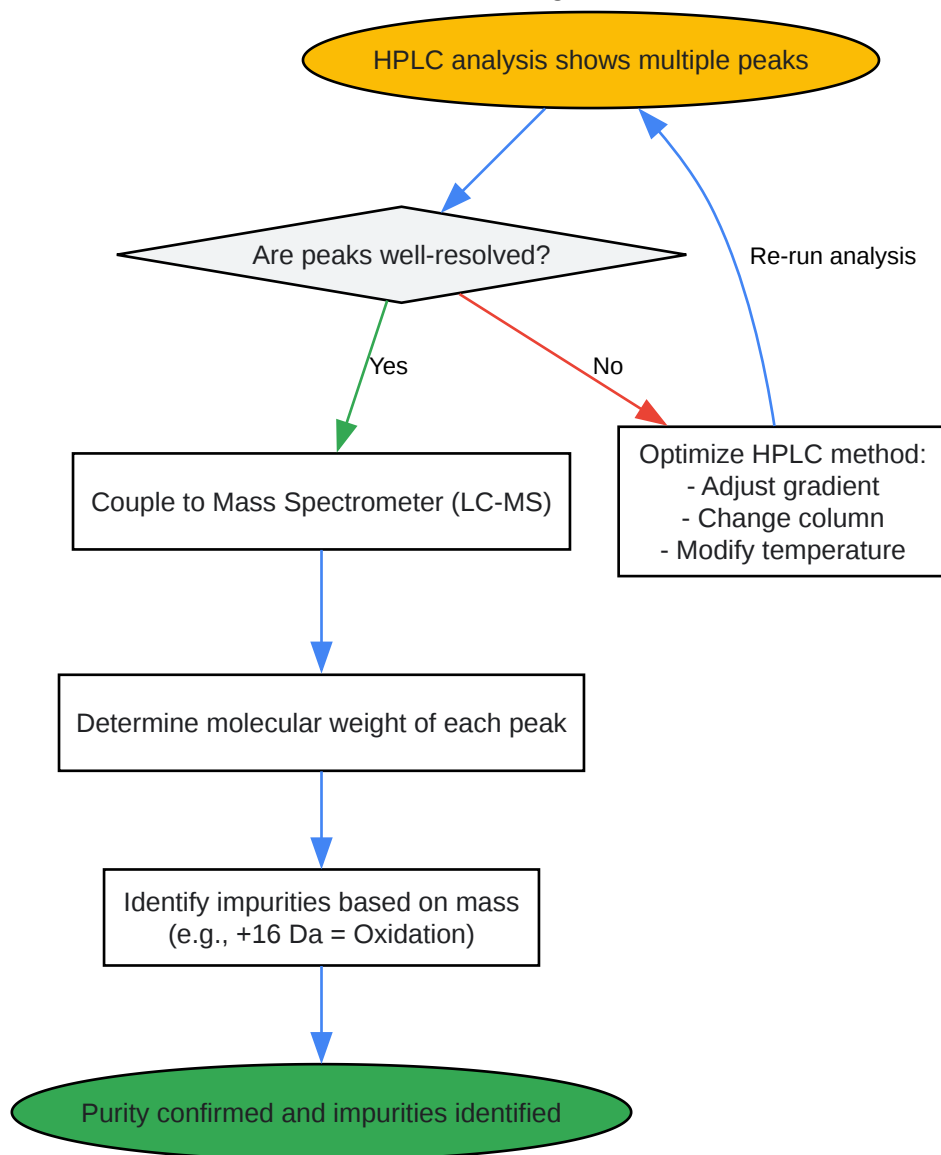 HPLC analysis shows multiple peaks
Are peaks well-resolved?
Re-run analysis
Yes
No
Optimize HPLC method:
- Adjust gradient
- Change column
- Modify temperature
Couple to Mass Spectrometer (LC-MS)
Determine molecular weight of each peak
Identify impurities based on mass
(e.g., +16 Da = Oxidation)
Purity confirmed and impurities identified